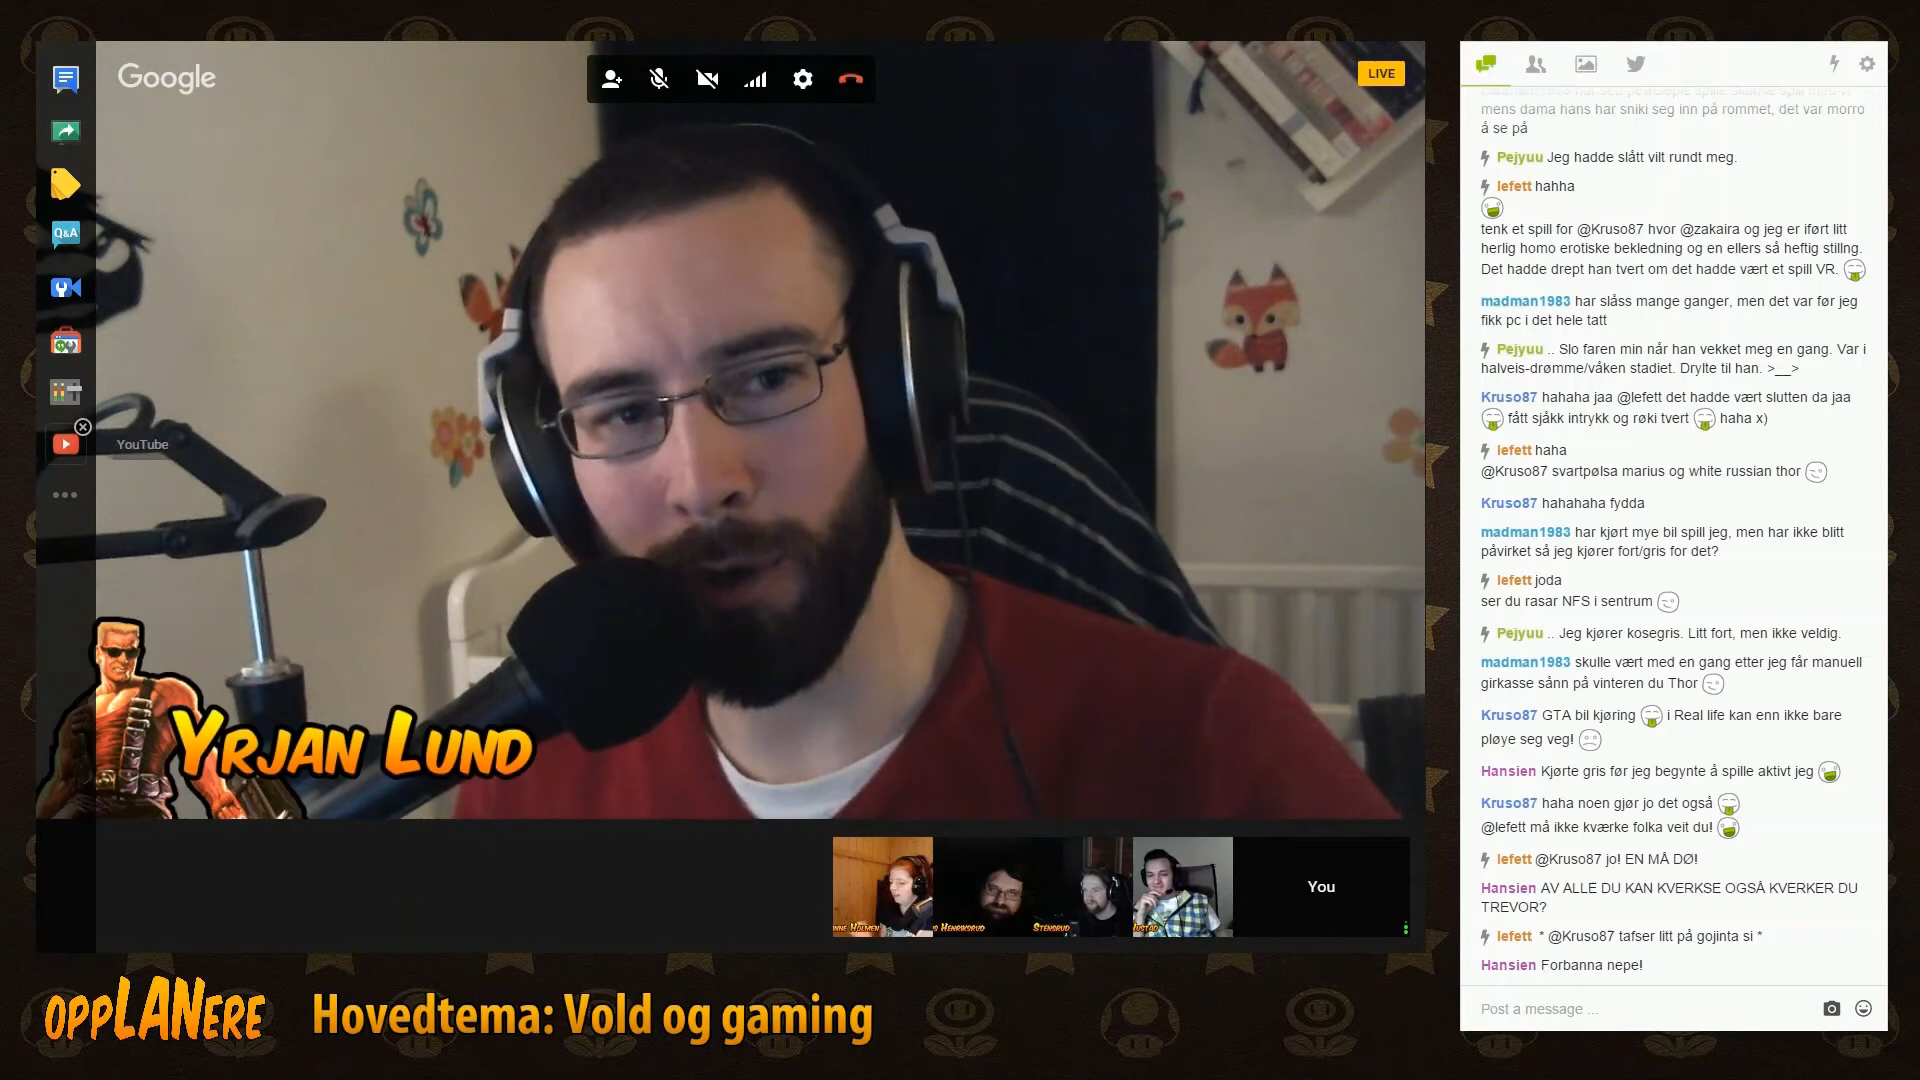 Google
LIVE
Q&A
YouTube
YRJAN LUND
HENRIKSRUD
STENSRUD
You
oppLANere
Hovedtema: Vold og gaming
mens dama hans har sniki seg inn på rommet, det var morro
å se på
Pejyuu Jeg hadde slått vilt rundt meg.
lefett hahha
tenk et spill for @Kruso87 hvor @zakaira og jeg er iført litt
herlig homo erotiske bekledning og en ellers så heftig stillng.
Det hadde drept han tvert om det hadde vært et spill VR.
madman1983 har slåss mange ganger, men det var før jeg
fikk pc i det hele tatt
Pejyuu .. Slo faren min når han vekket meg en gang. Var i
halveis-drømme/våken stadiet. Drylte til han. >__>
Kruso87 hahaha jaa @lefett det hadde vært slutten da jaa
fått sjåkk intrykk og røki tvert haha x)
lefett haha
@Kruso87 svartpølsa marius og white russian thor
Kruso87 hahahaha fydda
madman1983 har kjørt mye bil spill jeg, men har ikke blitt
påvirket så jeg kjører fort/gris for det?
lefett joda
ser du rasar NFS i sentrum
Pejyuu .. Jeg kjører kosegris. Litt fort, men ikke veldig.
madman1983 skulle vært med en gang etter jeg får manuell
girkasse sånn på vinteren du Thor
Kruso87 GTA bil kjøring i Real life kan enn ikke bare
pløye seg veg!
Hansien Kjørte gris før jeg begynte å spille aktivt jeg
Kruso87 haha noen gjør jo det også
@lefett må ikke kværke folka veit du!
lefett @Kruso87 jo! EN MÅ DØ!
Hansien AV ALLE DU KAN KVERKSE OGSÅ KVERKER DU
TREVOR?
lefett * @Kruso87 tafser litt på gojinta si *
Hansien Forbanna nepe!
Post a message ...